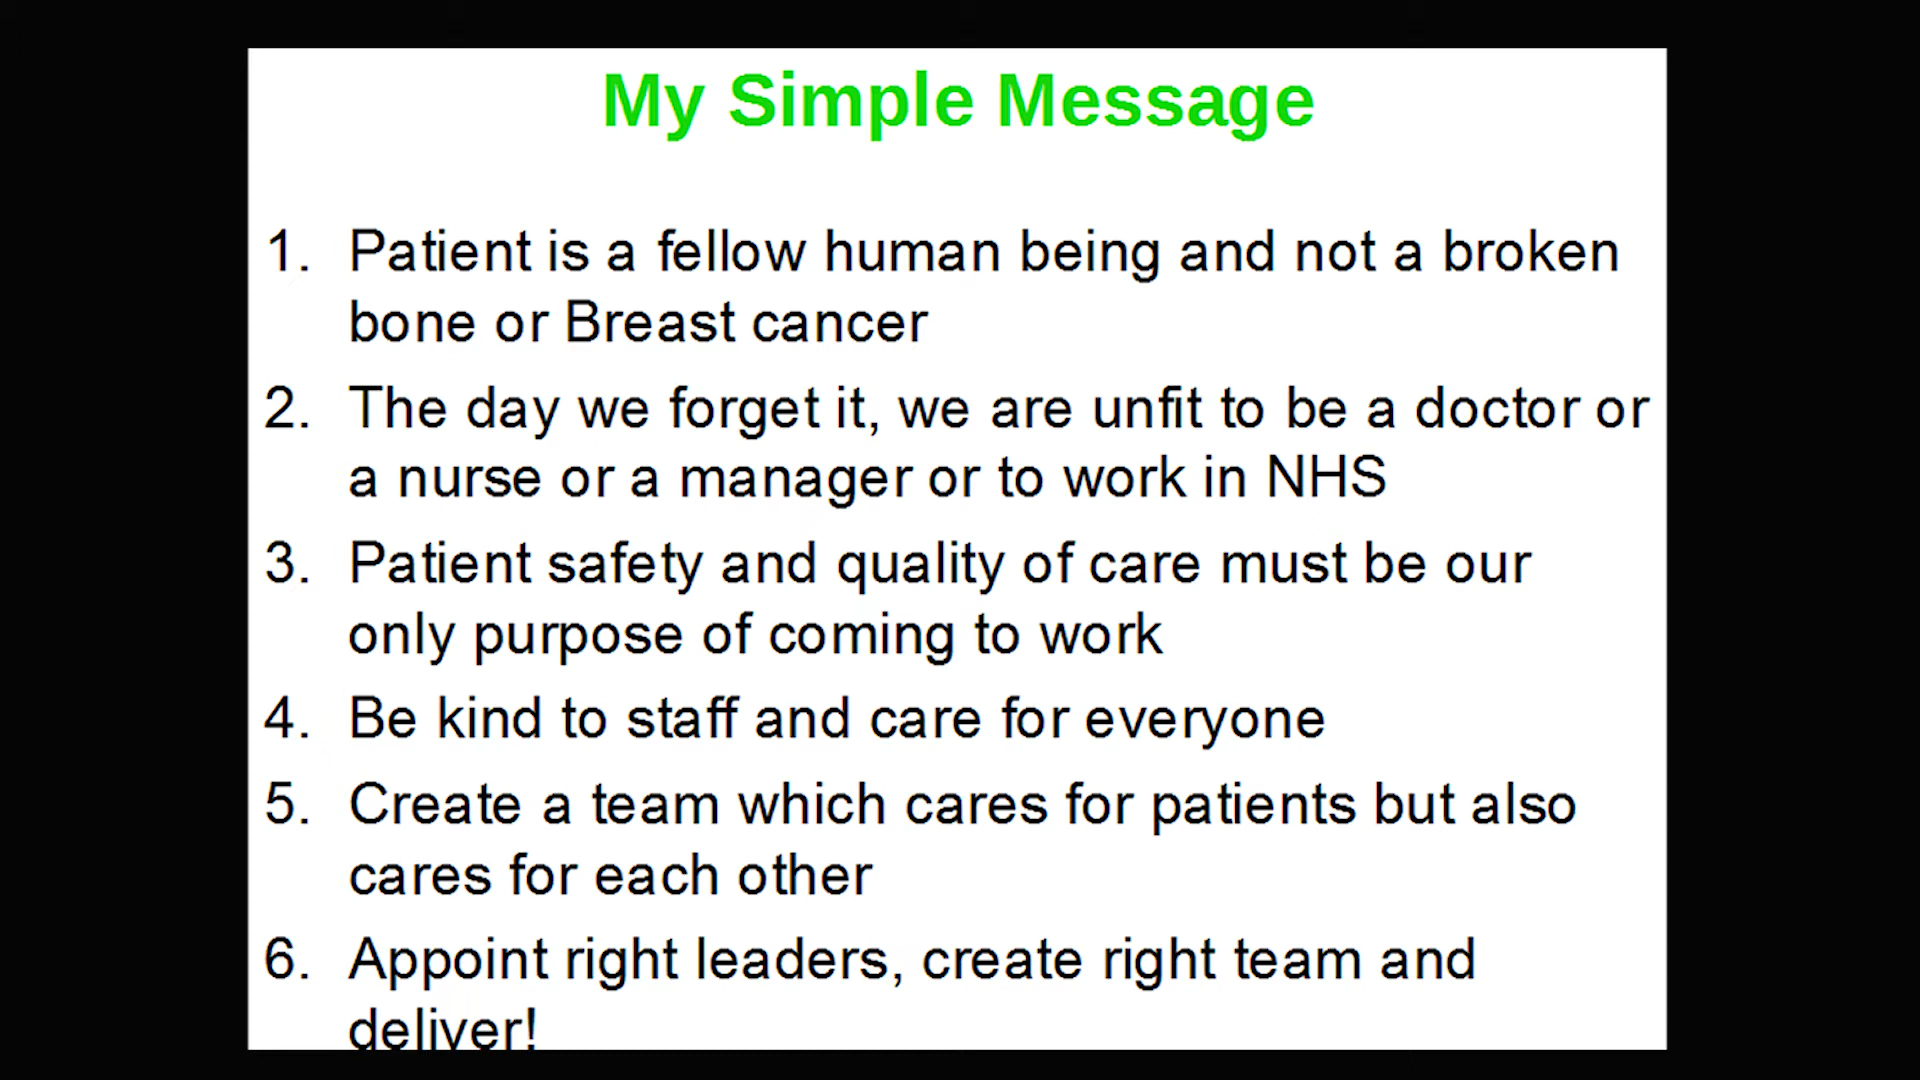 My Simple Message
1. Patient is a fellow human being and not a broken
bone or Breast cancer
2. The day we forget it, we are unfit to be a doctor or
a nurse or a manager or to work in NHS
3. Patient safety and quality of care must be our
only purpose of coming to work
4. Be kind to staff and care for everyone
5. Create a team which cares for patients but also
cares for each other
6. Appoint right leaders, create right team and
deliver!